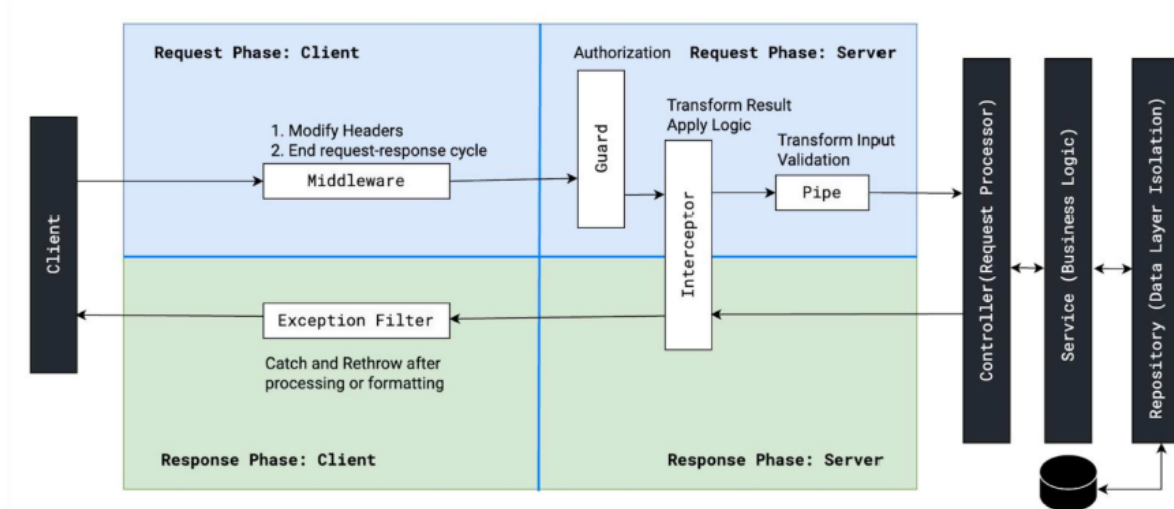 Request Phase: Client
Authorization
Request Phase: Server
1. Modify Headers
2. End request-response cycle
Middleware
Guard
Transform Result
Apply Logic
Interceptor
Transform Input
Validation
Pipe
Client
Exception Filter
Catch and Rethrow after
processing or formatting
Response Phase: Client
Response Phase: Server
Controller(Request Processor)
Service (Business Logic)
Repository (Data Layer Isolation)